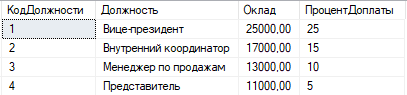 КодДолжности Должность Оклад ПроцентДоплаты
1 Вице-президент 25000,00 25
2 Внутренний координатор 17000,00 15
3 Менеджер по продажам 13000,00 10
4 Представитель 11000,00 5